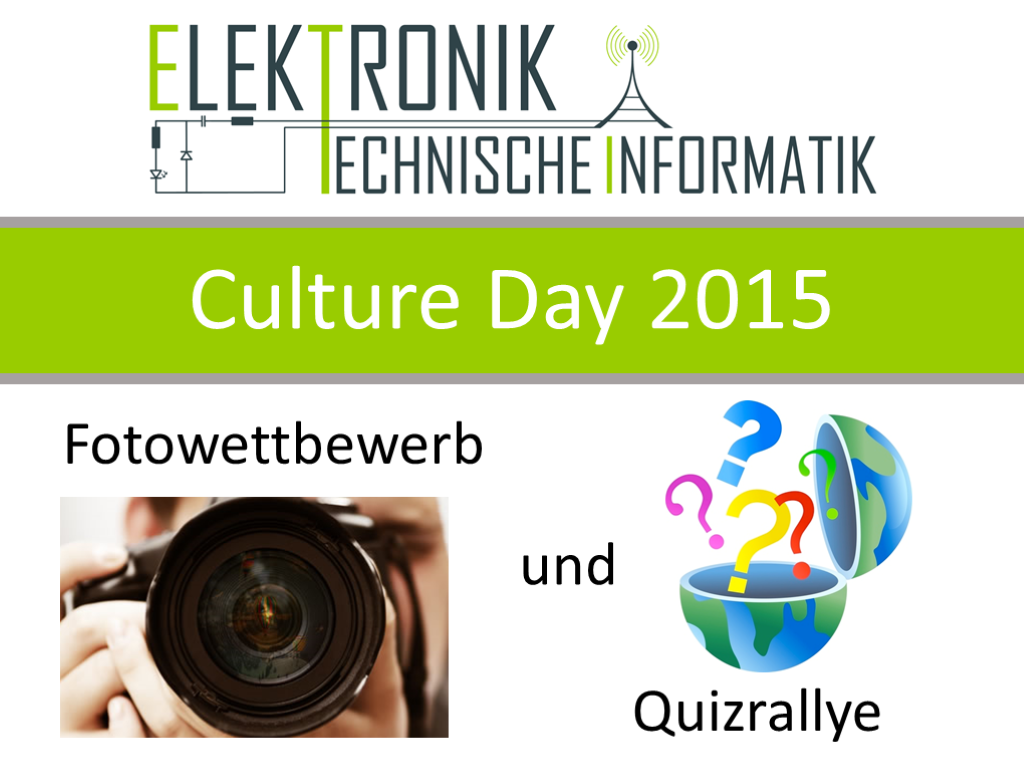 ELEKTRONIK
TECHNISCHE INFORMATIK
Culture Day 2015
Fotowettbewerb
und
Quizrallye